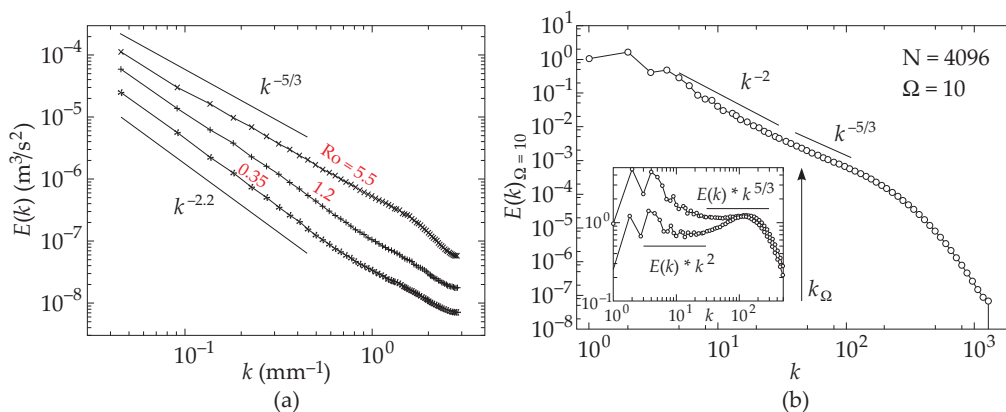 (a)
E(k) (m³/s²)
10⁻⁴
10⁻⁵
10⁻⁶
10⁻⁷
10⁻⁸
k⁻⁵/³
Ro = 5.5
1.2
0.35
k⁻²·²
10⁻¹
10⁰
k (mm⁻¹)
(a)
(b)
E(k)Ω = 10
10¹
10⁰
10⁻¹
10⁻²
10⁻³
10⁻⁴
10⁻⁵
10⁻⁶
10⁻⁷
10⁻⁸
N = 4096
Ω = 10
k⁻²
k⁻⁵/³
kΩ
E(k) * k⁵/³
E(k) * k²
10⁰
10⁻¹
10⁰
10¹
k
10²
10⁰
10¹
10²
10³
k
(b)